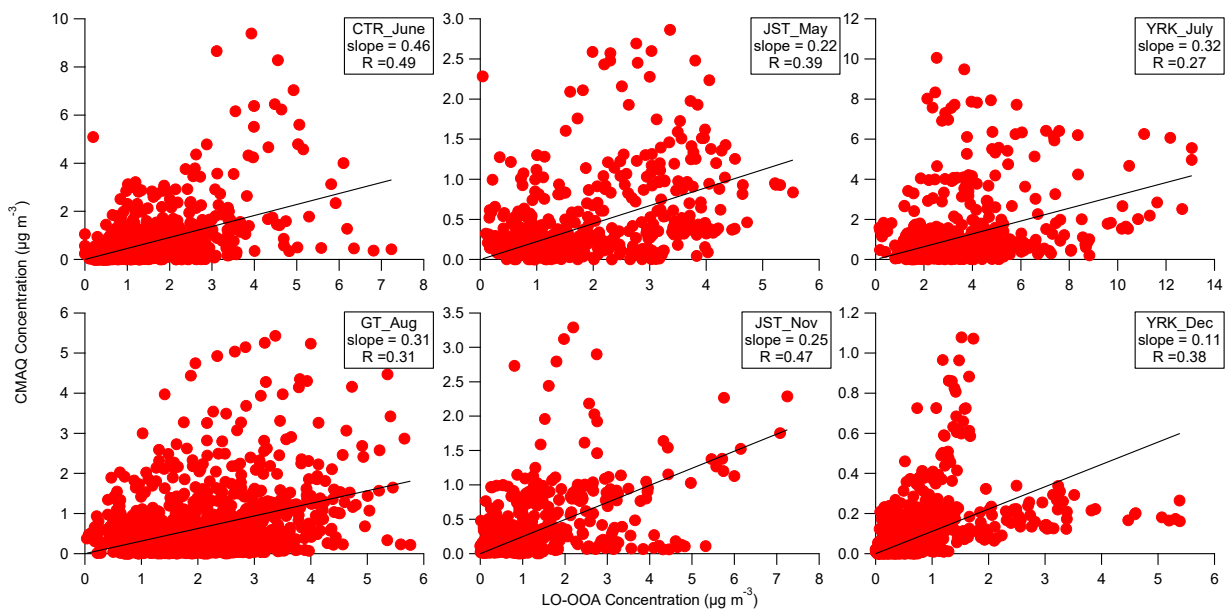 CMAQ Concentration (µg m⁻³)
10
8
6
4
2
0
0 1 2 3 4 5 6 7 8
CTR_June
slope = 0.46
R =0.49
3.0
2.5
2.0
1.5
1.0
0.5
0.0
0 1 2 3 4 5 6
JST_May
slope = 0.22
R =0.39
12
10
8
6
4
2
0
0 2 4 6 8 10 12 14
YRK_July
slope = 0.32
R =0.27
6
5
4
3
2
1
0
0 1 2 3 4 5 6
GT_Aug
slope = 0.31
R =0.31
3.5
3.0
2.5
2.0
1.5
1.0
0.5
0.0
0 1 2 3 4 5 6 7 8
JST_Nov
slope = 0.25
R =0.47
1.2
1.0
0.8
0.6
0.4
0.2
0.0
0 1 2 3 4 5 6
YRK_Dec
slope = 0.11
R =0.38
LO-OOA Concentration (µg m⁻³)